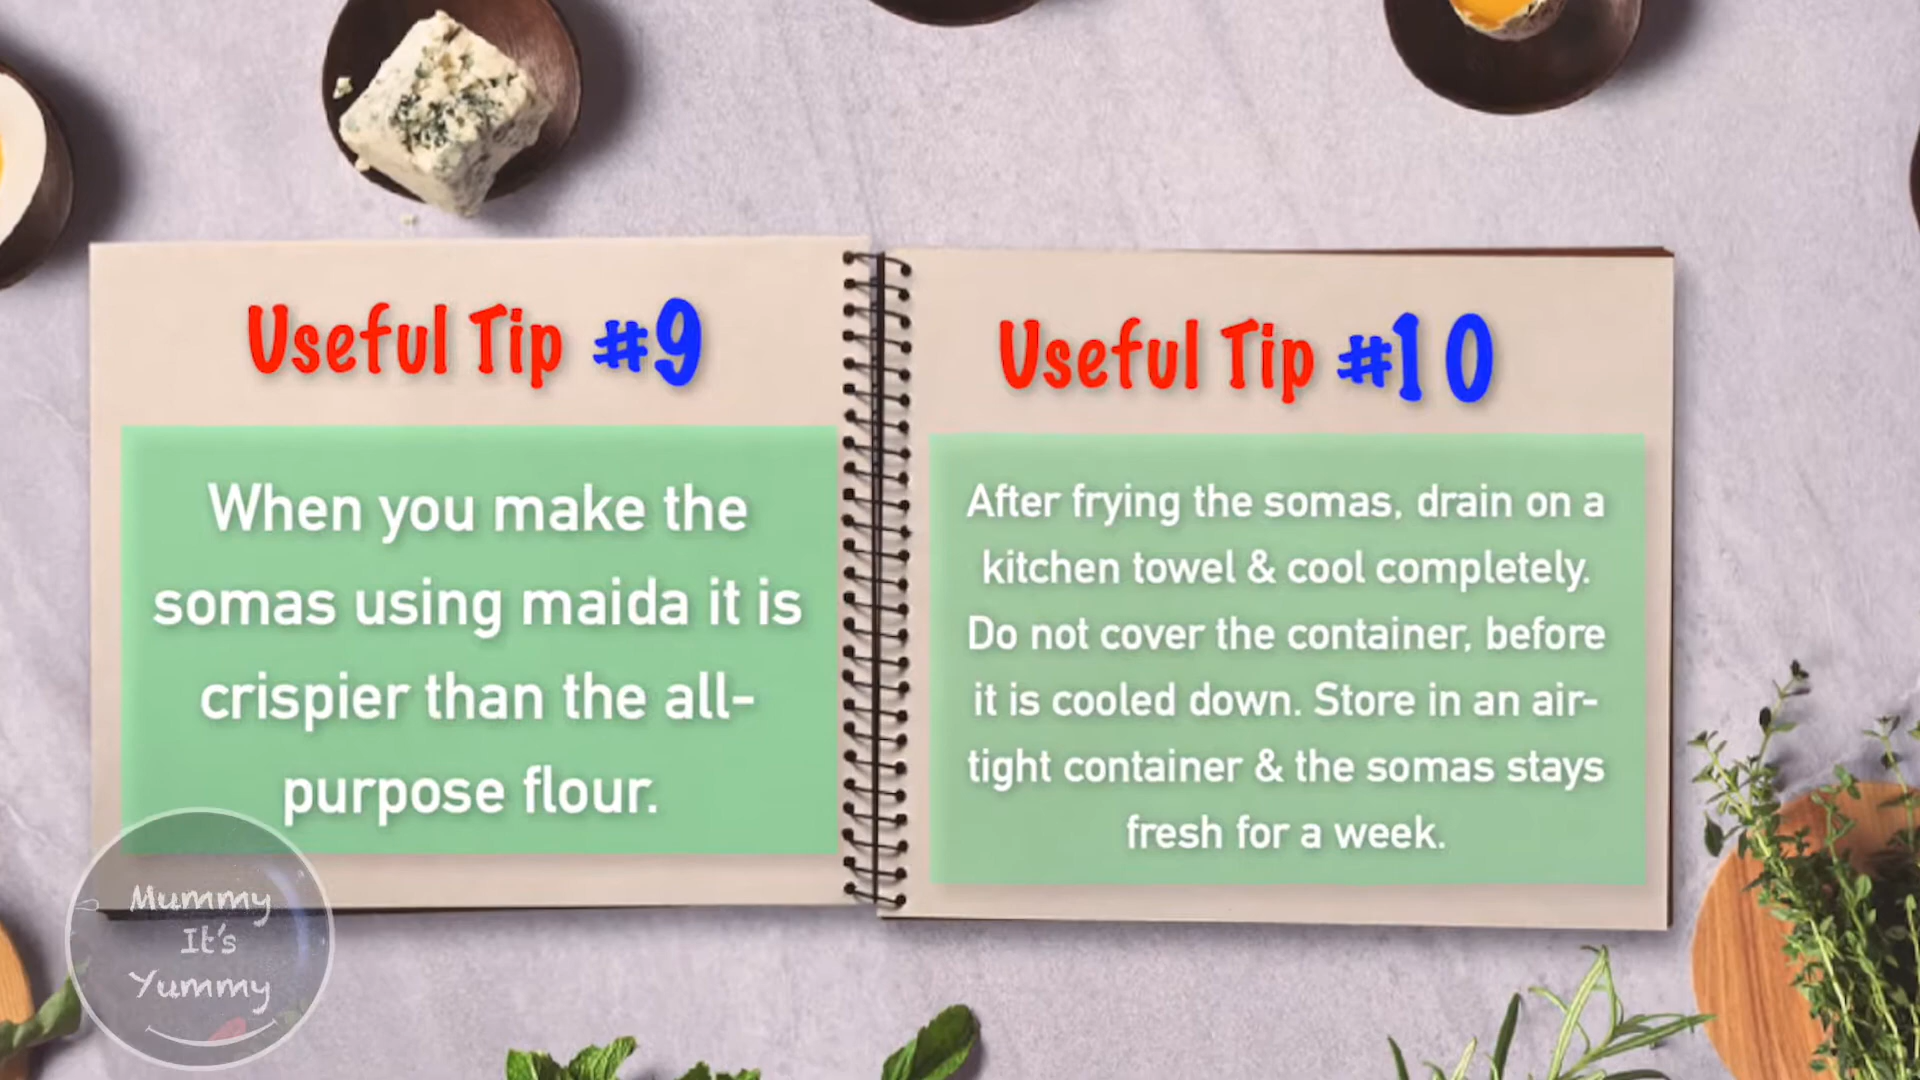 Useful Tip #9
When you make the
somas using maida it is
crispier than the all-
purpose flour.
Useful Tip #10
After frying the somas, drain on a
kitchen towel & cool completely.
Do not cover the container, before
it is cooled down. Store in an air-
tight container & the somas stays
fresh for a week.
Mummy
It's
Yummy